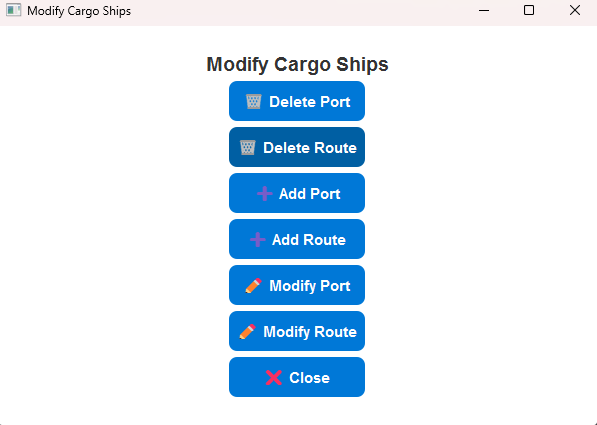 Modify Cargo Ships
Modify Cargo Ships
🗑️ Delete Port
🗑️ Delete Route
➕ Add Port
➕ Add Route
✏️ Modify Port
✏️ Modify Route
❌ Close